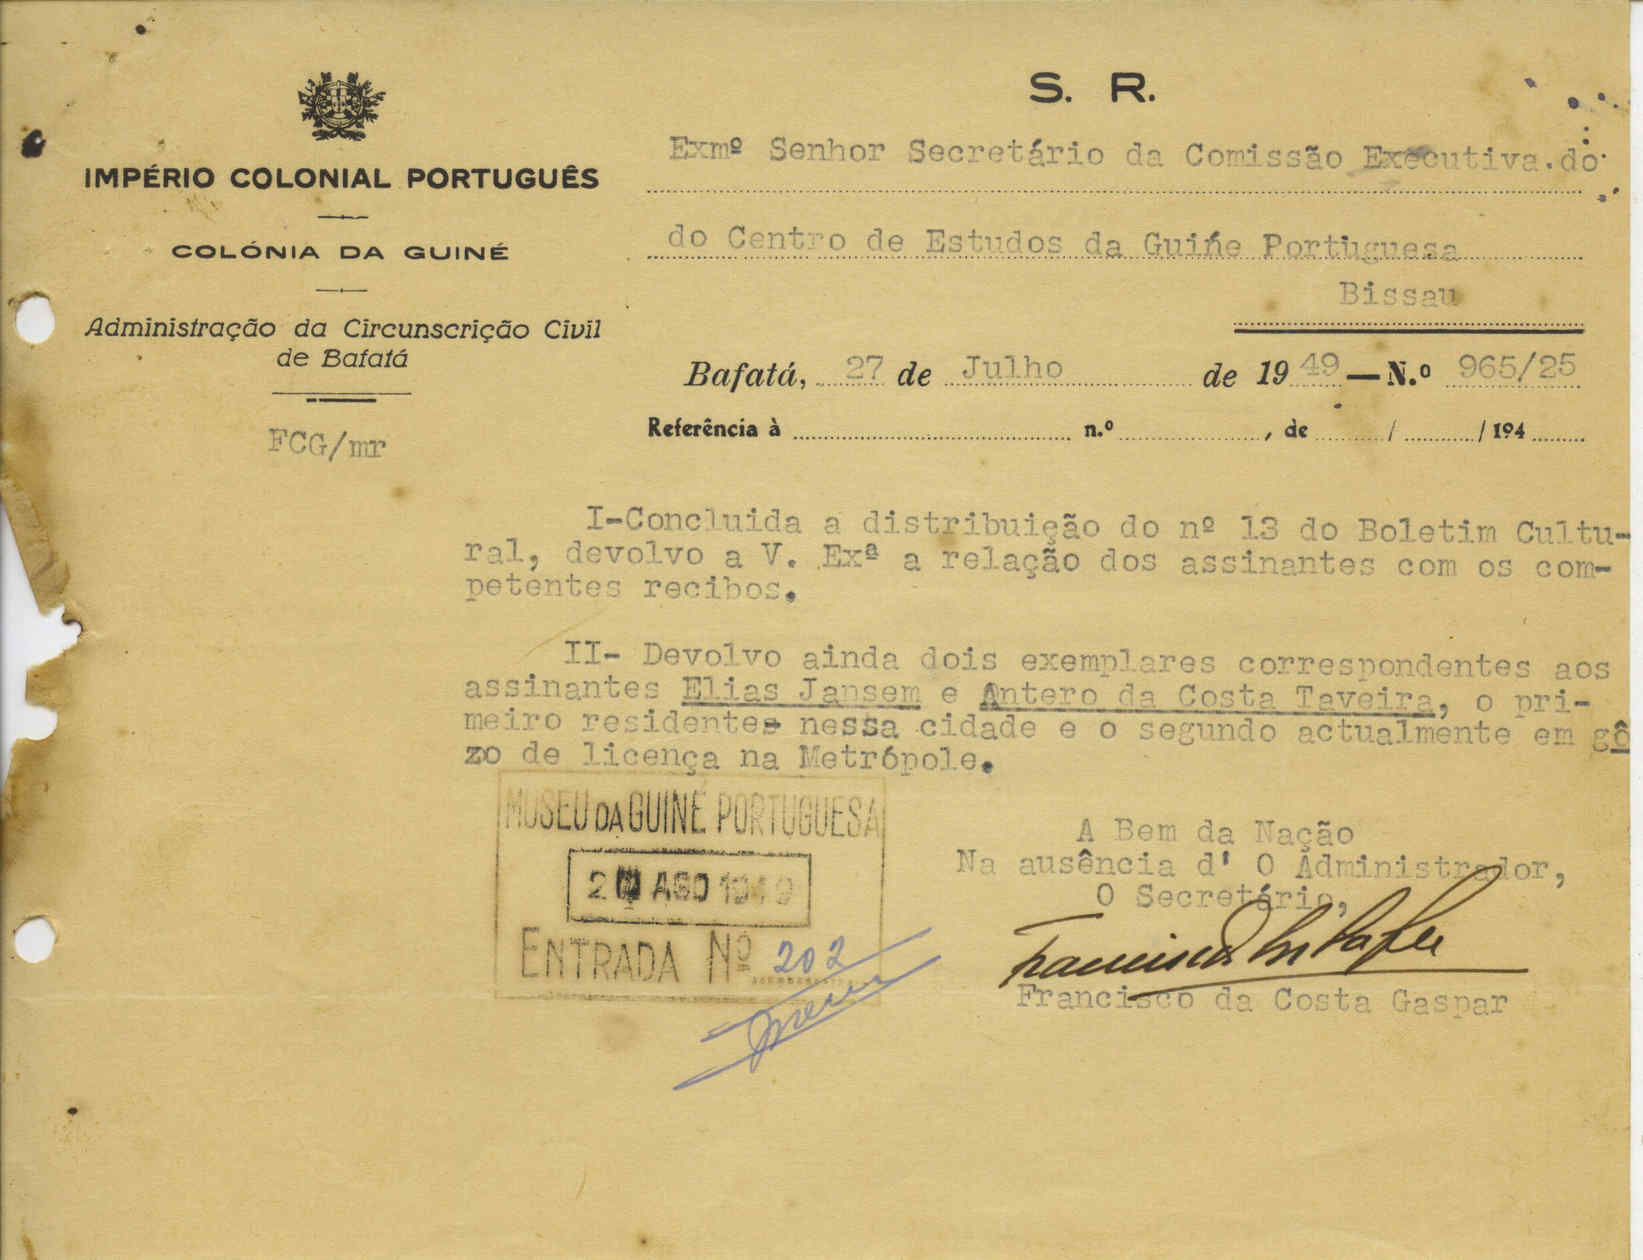 S. R.
IMPÉRIO COLONIAL PORTUGUÊS
COLÓNIA DA GUINÉ
Administração da Circunscrição Civil
de Bafatá
FCG/mr
Exmº Senhor Secretário da Comissão Executiva.do
do Centro de Estudos da Guińe Portuguesa
Bissau
Bafatá, 27 de Julho de 1949 — N.º 965/25
Referência à n.º , de / / 194
I-Concluida a distribuição do nº 13 do Boletim Cultu-
ral, devolvo a V. Exª a relação dos assinantes com os com-
petentes recibos.
II- Devolvo ainda dois exemplares correspondentes aos
assinantes Elias Jansem e Antero da Costa Taveira, o pri-
meiro residentes nessa cidade e o segundo actualmente em gô
zo de licença na Metrópole.
A Bem da Nação
Na ausência d' O Administrador,
O Secretário,
Francisco da Costa Gaspar
MUSEU DA GUINÉ PORTUGUESA
AGO 1949
ENTRADA Nº 202